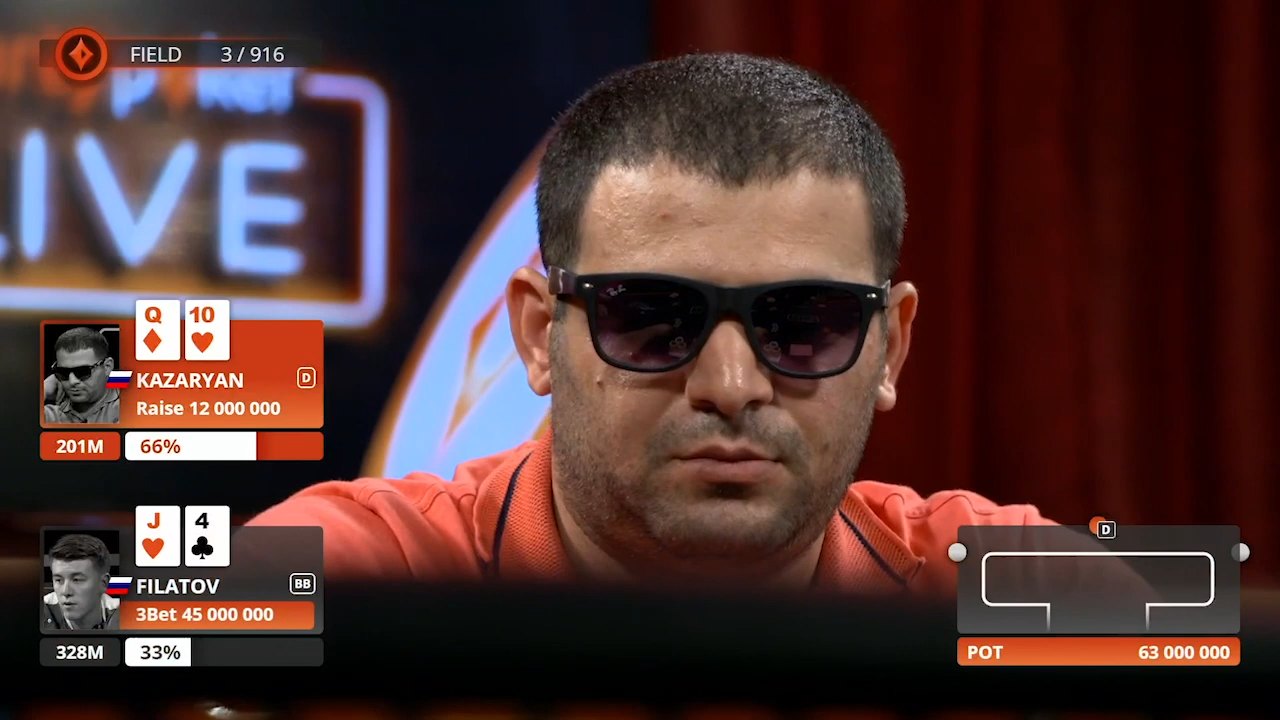 FIELD 3 / 916
poker
LIVE
Q 10
KAZARYAN D
Raise 12 000 000
201M 66%
J 4
FILATOV BB
3Bet 45 000 000
328M 33%
D
POT 63 000 000